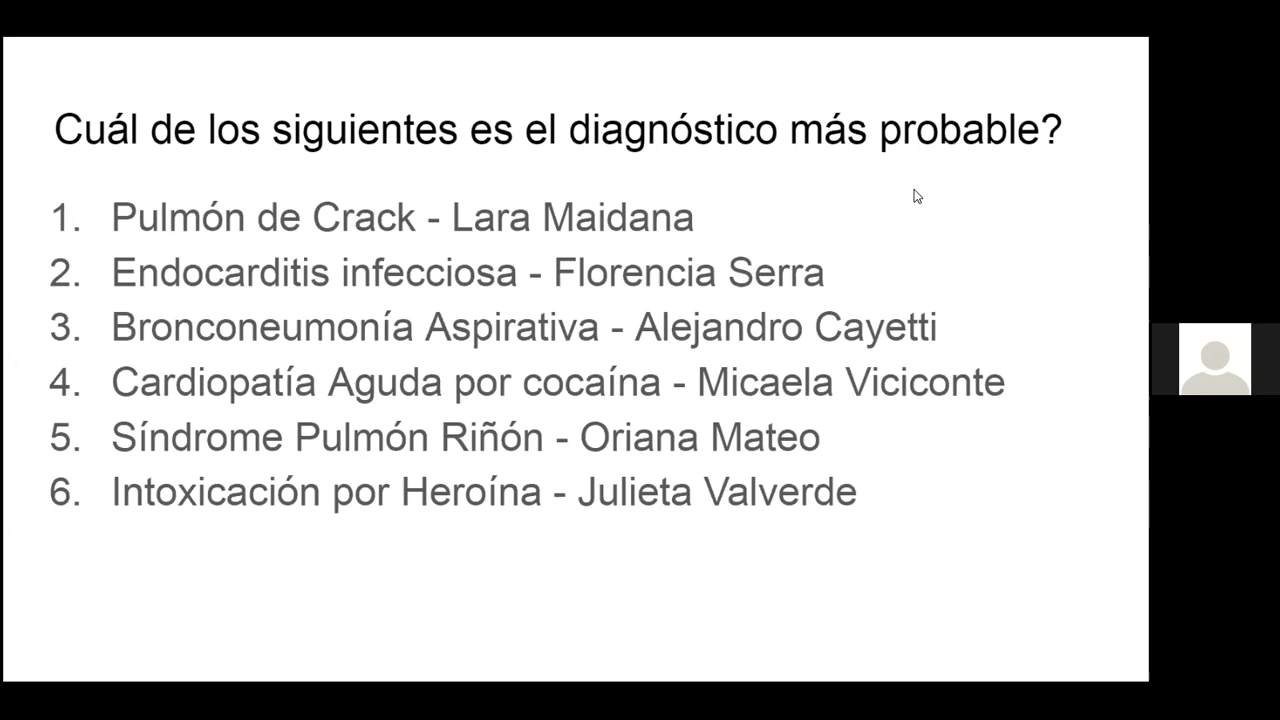 Cuál de los siguientes es el diagnóstico más probable?
1. Pulmón de Crack - Lara Maidana
2. Endocarditis infecciosa - Florencia Serra
3. Bronconeumonía Aspirativa - Alejandro Cayetti
4. Cardiopatía Aguda por cocaína - Micaela Viciconte
5. Síndrome Pulmón Riñón - Oriana Mateo
6. Intoxicación por Heroína - Julieta Valverde